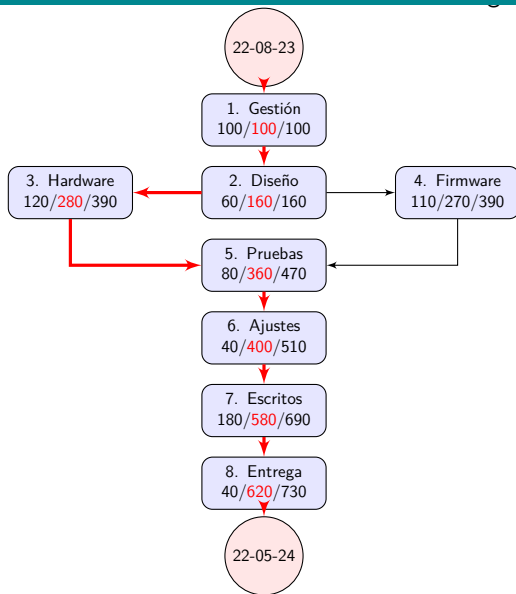 22-08-23
1. Gestión
100/100/100
3. Hardware
120/280/390
2. Diseño
60/160/160
4. Firmware
110/270/390
5. Pruebas
80/360/470
6. Ajustes
40/400/510
7. Escritos
180/580/690
8. Entrega
40/620/730
22-05-24